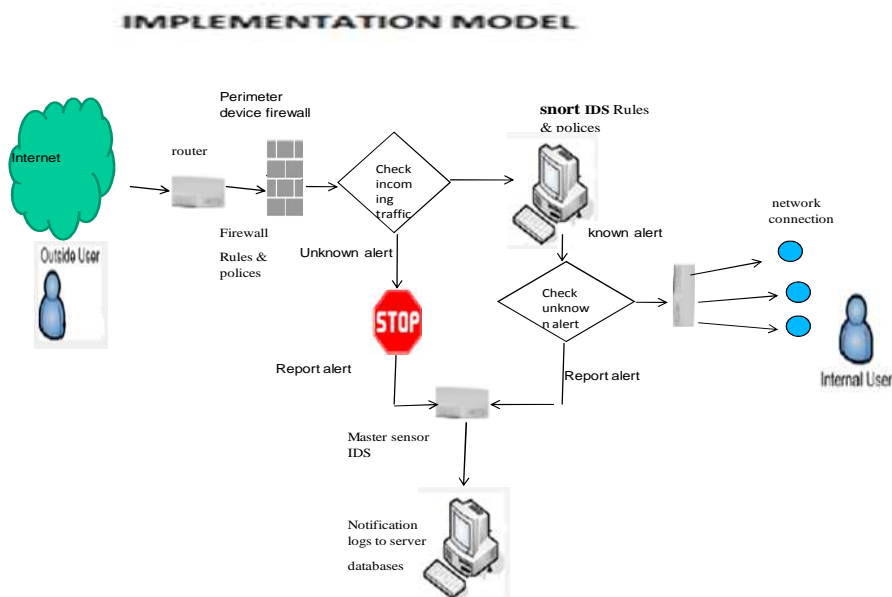 IMPLEMENTATION MODEL
Perimeter
device firewall
snort IDS Rules
& polices
Internet
router
Check
incom
ing
traffic
network
connection
Outside User
Firewall
Rules &
polices
Unknown alert
known alert
STOP
Check
unknow
n alert
Report alert
Report alert
Internal User
Master sensor
IDS
Notification
logs to server
databases